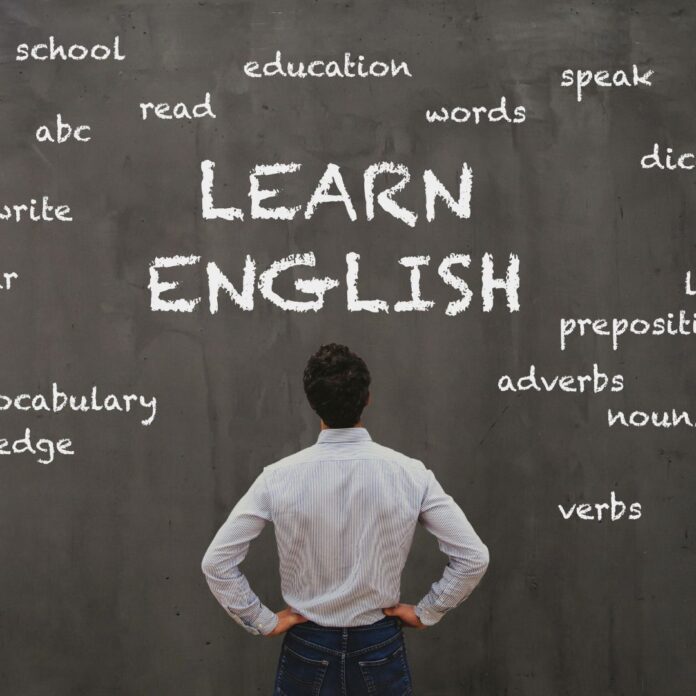 school
education
speak
read
words
abc
dic
LEARN
write
ENGLISH
r
L
prepositi
adverbs
ocabulary
noun
edge
verbs